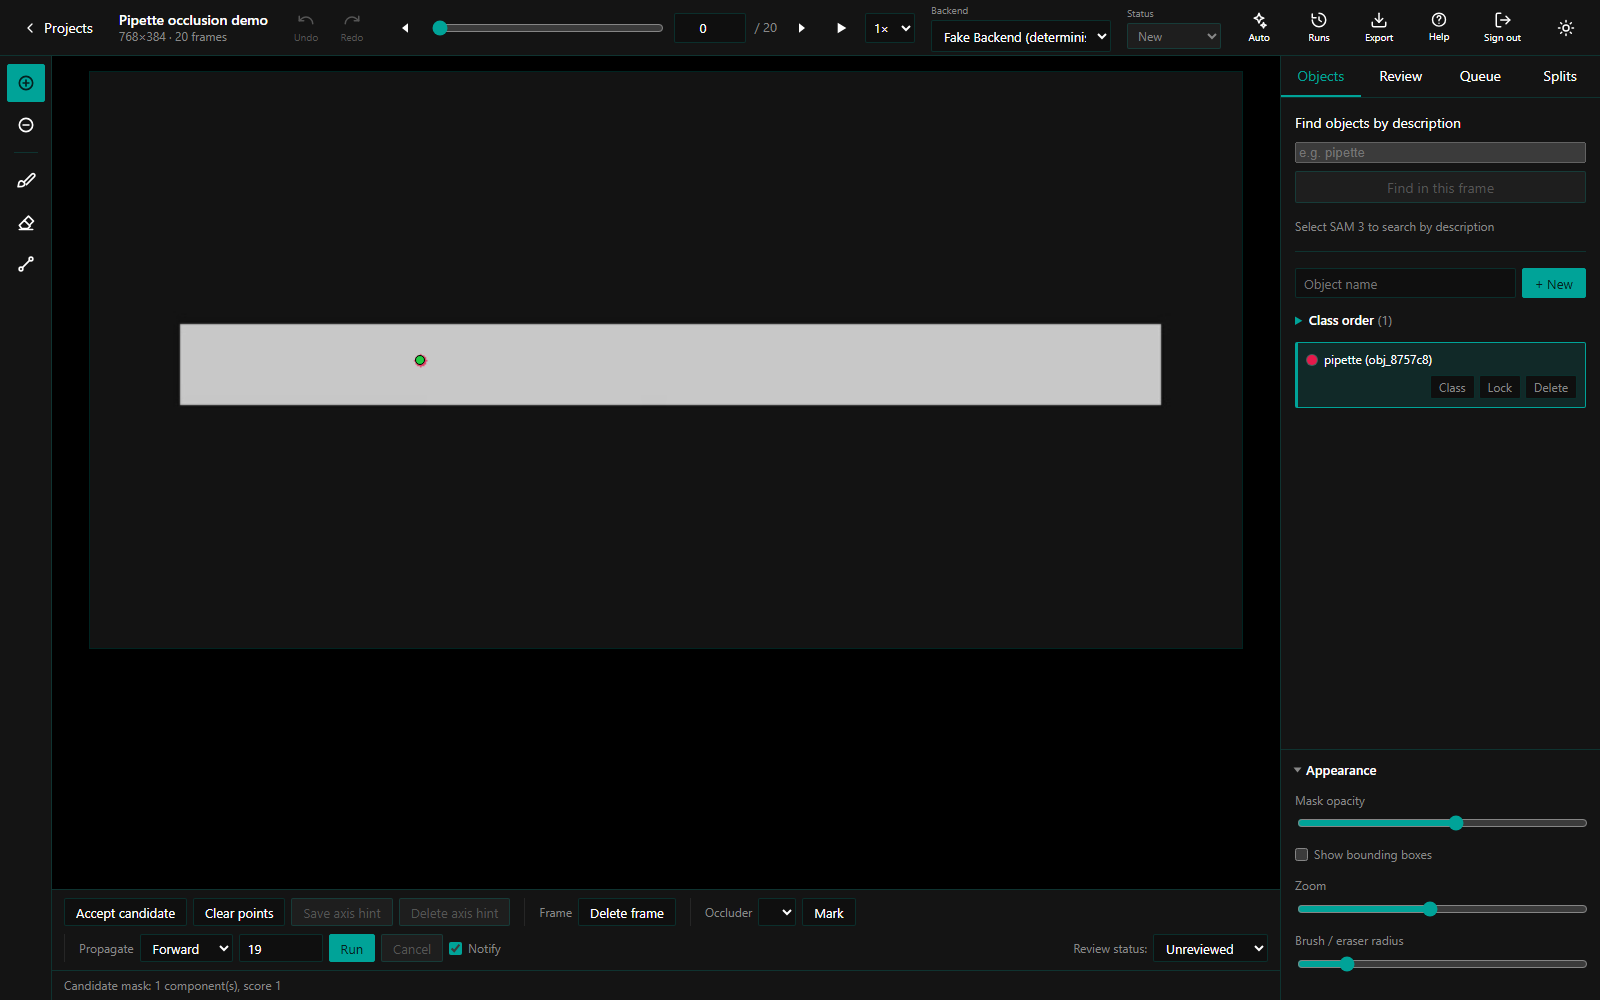 Projects
Pipette occlusion demo
768×384 · 20 frames
Undo
Redo
0
/ 20
1×
Backend
Fake Backend (determinis
Status
New
Auto
Runs
Export
Help
Sign out
Objects
Review
Queue
Splits
Find objects by description
e.g. pipette
Find in this frame
Select SAM 3 to search by description
Object name
+ New
Class order (1)
pipette (obj_8757c8)
Class
Lock
Delete
Appearance
Mask opacity
Show bounding boxes
Zoom
Brush / eraser radius
Accept candidate
Clear points
Save axis hint
Delete axis hint
Frame
Delete frame
Occluder
Mark
Propagate
Forward
19
Run
Cancel
Notify
Review status:
Unreviewed
Candidate mask: 1 component(s), score 1